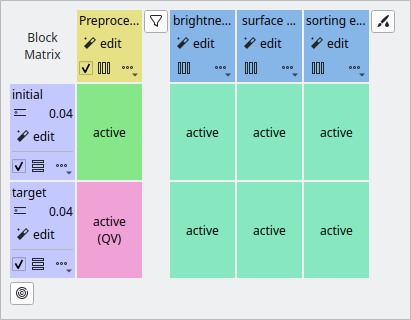 Block
Matrix
Preproce...
edit
brightne...
surface ...
sorting e...
edit
edit
edit
initial
0.04
edit
active
active
active
active
target
0.04
edit
active
(QV)
active
active
active